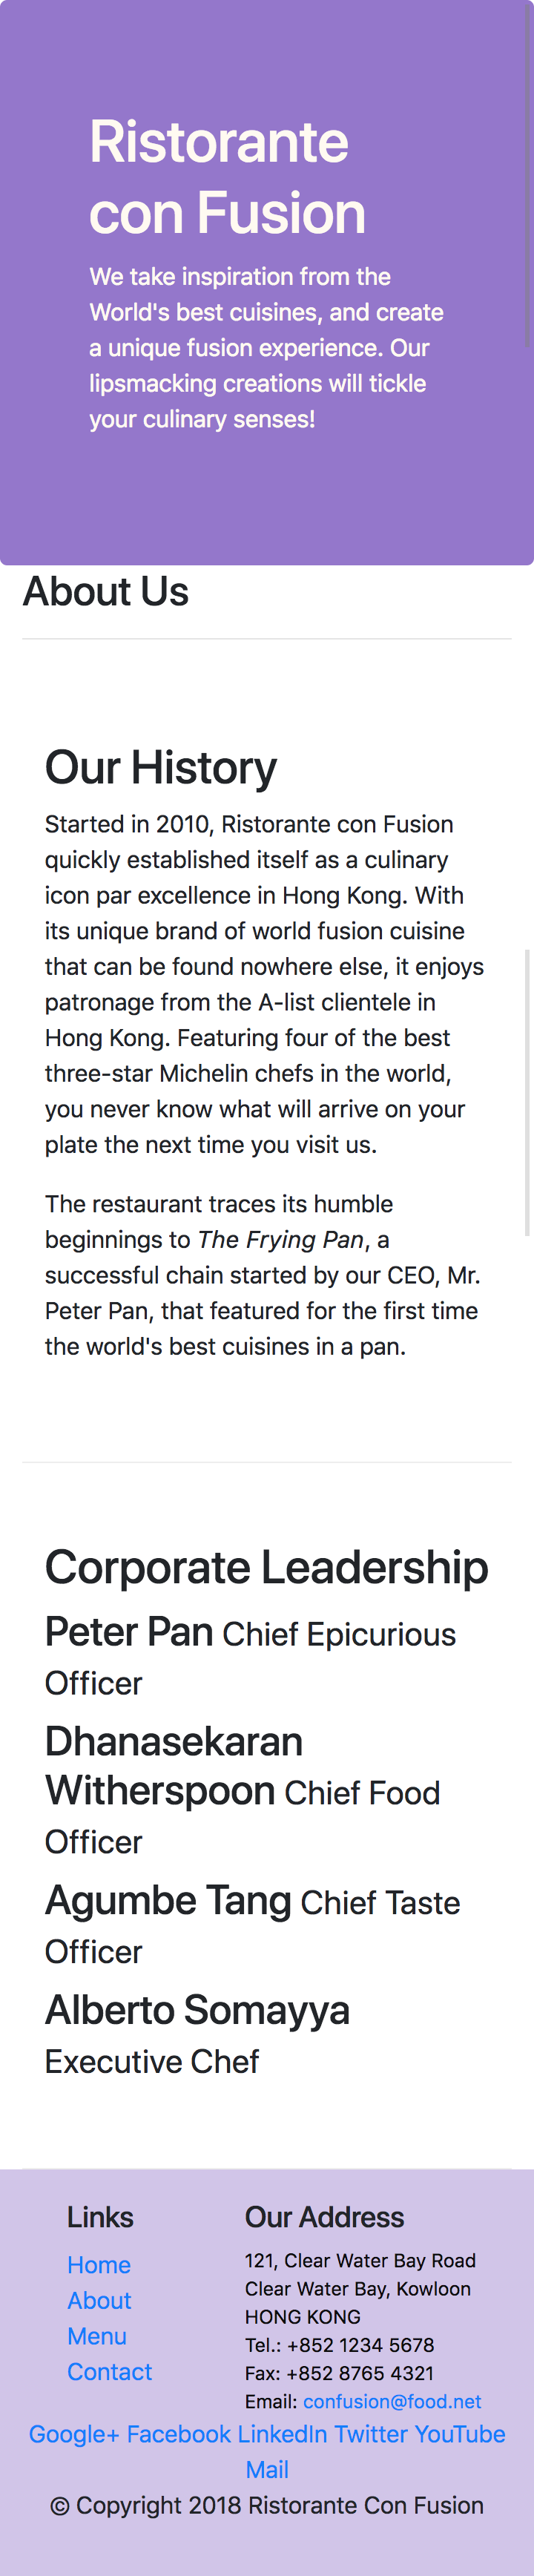 Ristorante
con Fusion
We take inspiration from the
World's best cuisines, and create
a unique fusion experience. Our
lipsmacking creations will tickle
your culinary senses!
About Us
Our History
Started in 2010, Ristorante con Fusion
quickly established itself as a culinary
icon par excellence in Hong Kong. With
its unique brand of world fusion cuisine
that can be found nowhere else, it enjoys
patronage from the A-list clientele in
Hong Kong. Featuring four of the best
three-star Michelin chefs in the world,
you never know what will arrive on your
plate the next time you visit us.
The restaurant traces its humble
beginnings to The Frying Pan, a
successful chain started by our CEO, Mr.
Peter Pan, that featured for the first time
the world's best cuisines in a pan.
Corporate Leadership
Peter Pan Chief Epicurious
Officer
Dhanasekaran
Witherspoon Chief Food
Officer
Agumbe Tang Chief Taste
Officer
Alberto Somayya
Executive Chef
Links
Home
About
Menu
Contact
Our Address
121, Clear Water Bay Road
Clear Water Bay, Kowloon
HONG KONG
Tel.: +852 1234 5678
Fax: +852 8765 4321
Email: confusion@food.net
Google+ Facebook LinkedIn Twitter YouTube
Mail
© Copyright 2018 Ristorante Con Fusion